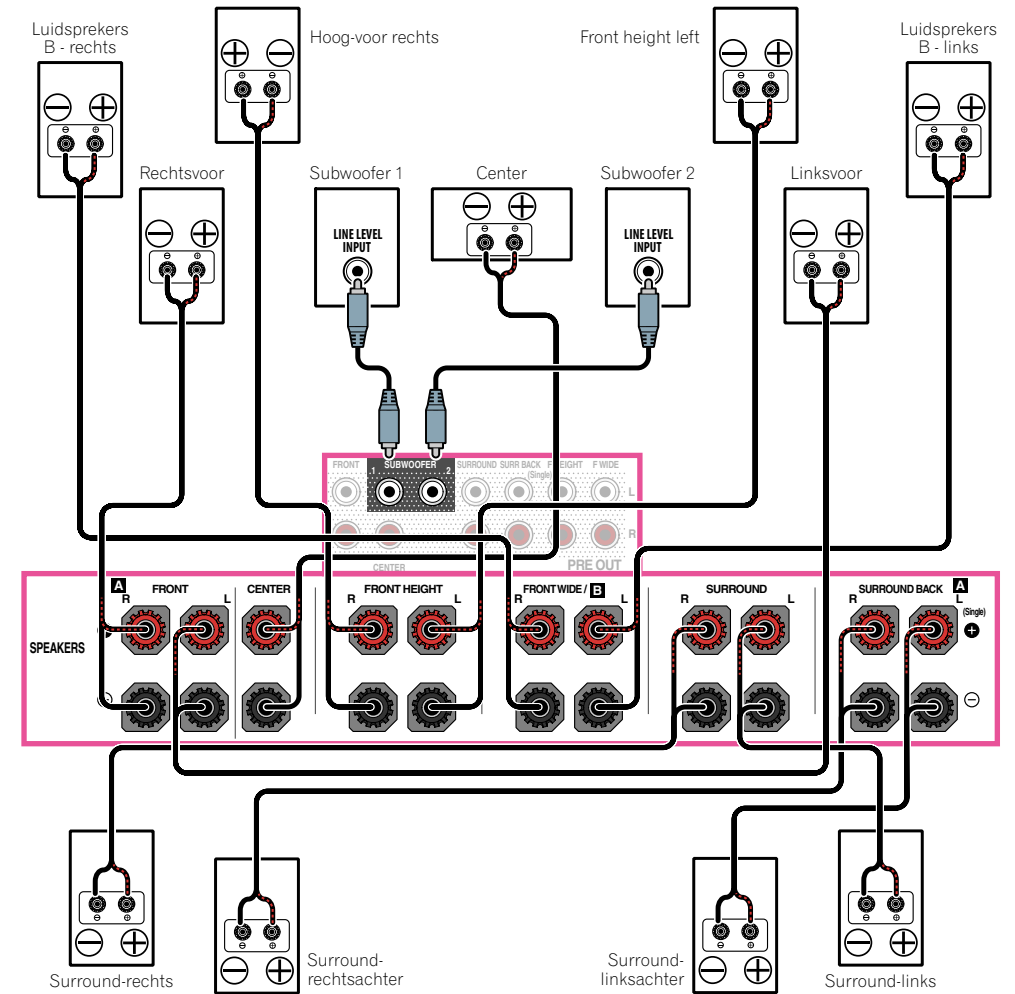 Luidsprekers
B - rechts
Hoog-voor rechts
Front height left
Luidsprekers
B - links
Rechtsvoor
Subwoofer 1
Center
Subwoofer 2
Linksvoor
LINE LEVEL
INPUT
LINE LEVEL
INPUT
FRONT
SUBWOOFER
1
2
SURROUND
SURR BACK
(Single)
F WIDE
L
R
CENTER
PRE OUT
SPEAKERS
A
FRONT
R
L
CENTER
FRONT HEIGHT
R
L
FRONT WIDE / B
R
L
SURROUND
R
L
SURROUND BACK
A
R
L
(Single)
Surround-rechts
Surround-
rechtsachter
Surround-
linksachter
Surround-links